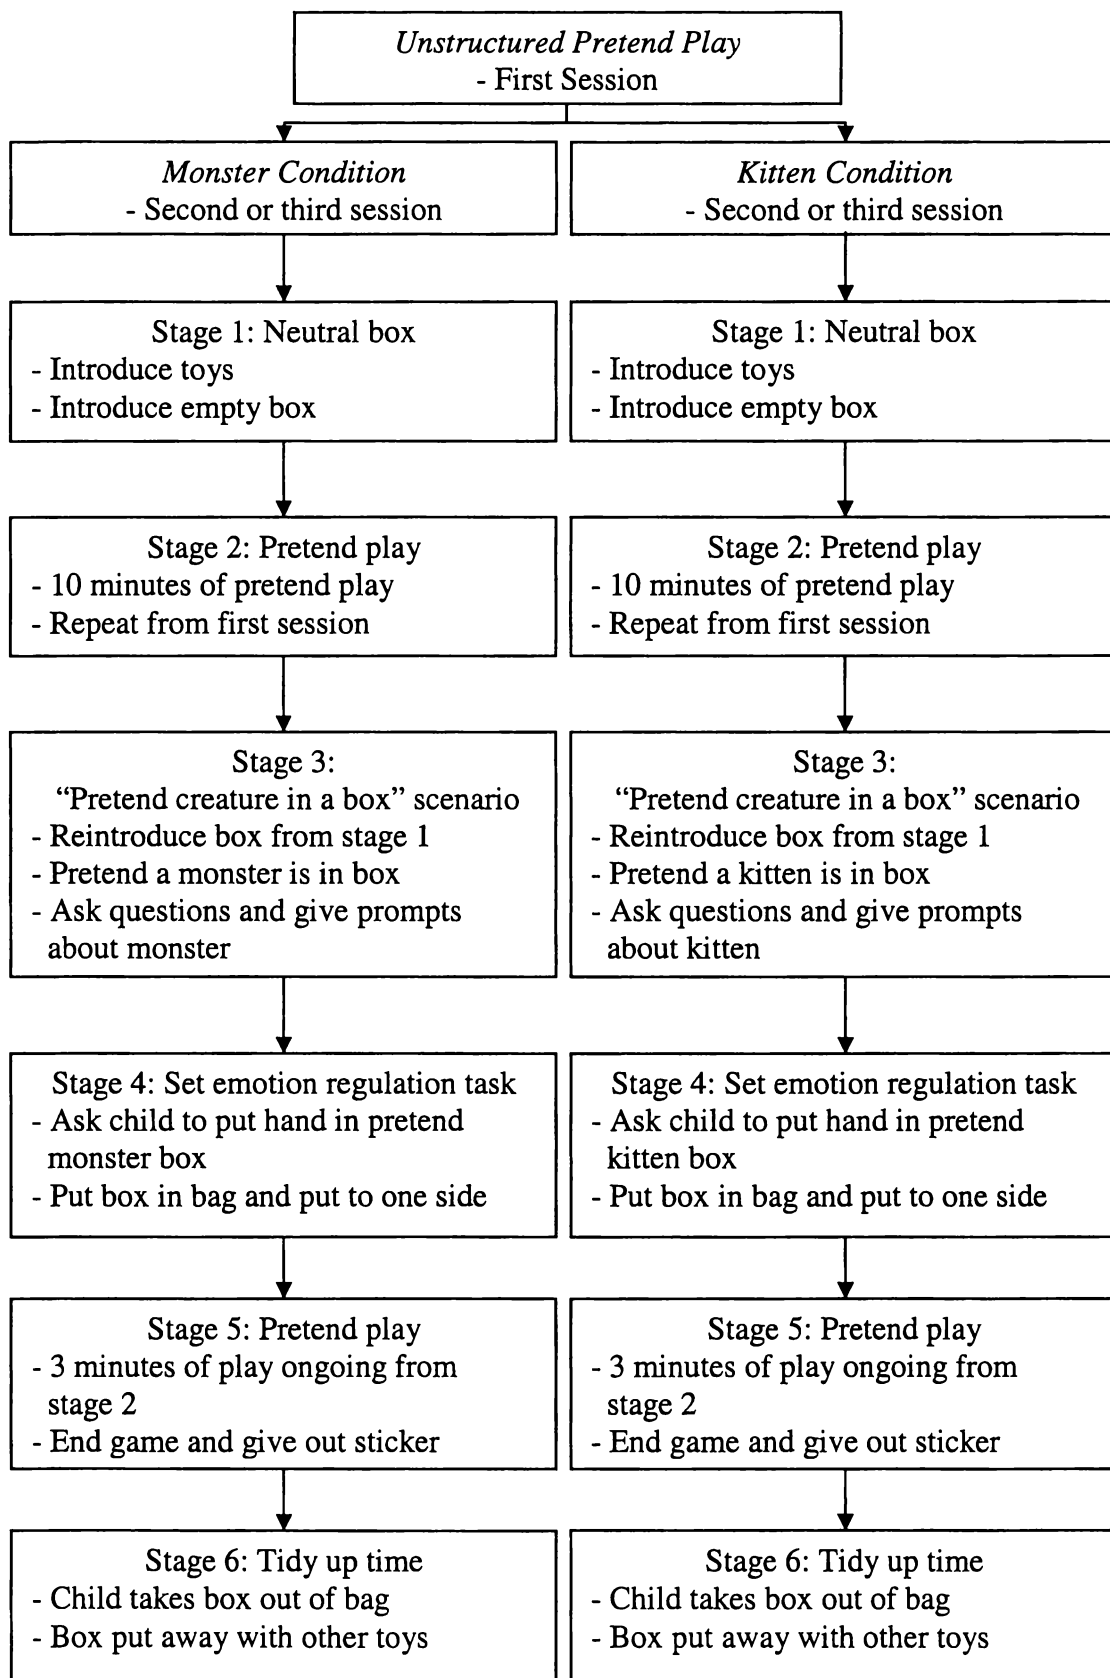 Unstructured Pretend Play
- First Session
Monster Condition
- Second or third session
Kitten Condition
- Second or third session
Stage 1: Neutral box
- Introduce toys
- Introduce empty box
Stage 1: Neutral box
- Introduce toys
- Introduce empty box
Stage 2: Pretend play
- 10 minutes of pretend play
- Repeat from first session
Stage 2: Pretend play
- 10 minutes of pretend play
- Repeat from first session
Stage 3:
“Pretend creature in a box” scenario
- Reintroduce box from stage 1
- Pretend a monster is in box
- Ask questions and give prompts
about monster
Stage 3:
“Pretend creature in a box” scenario
- Reintroduce box from stage 1
- Pretend a kitten is in box
- Ask questions and give prompts
about kitten
Stage 4: Set emotion regulation task
- Ask child to put hand in pretend
monster box
- Put box in bag and put to one side
Stage 4: Set emotion regulation task
- Ask child to put hand in pretend
kitten box
- Put box in bag and put to one side
Stage 5: Pretend play
- 3 minutes of play ongoing from
stage 2
- End game and give out sticker
Stage 5: Pretend play
- 3 minutes of play ongoing from
stage 2
- End game and give out sticker
Stage 6: Tidy up time
- Child takes box out of bag
- Box put away with other toys
Stage 6: Tidy up time
- Child takes box out of bag
- Box put away with other toys